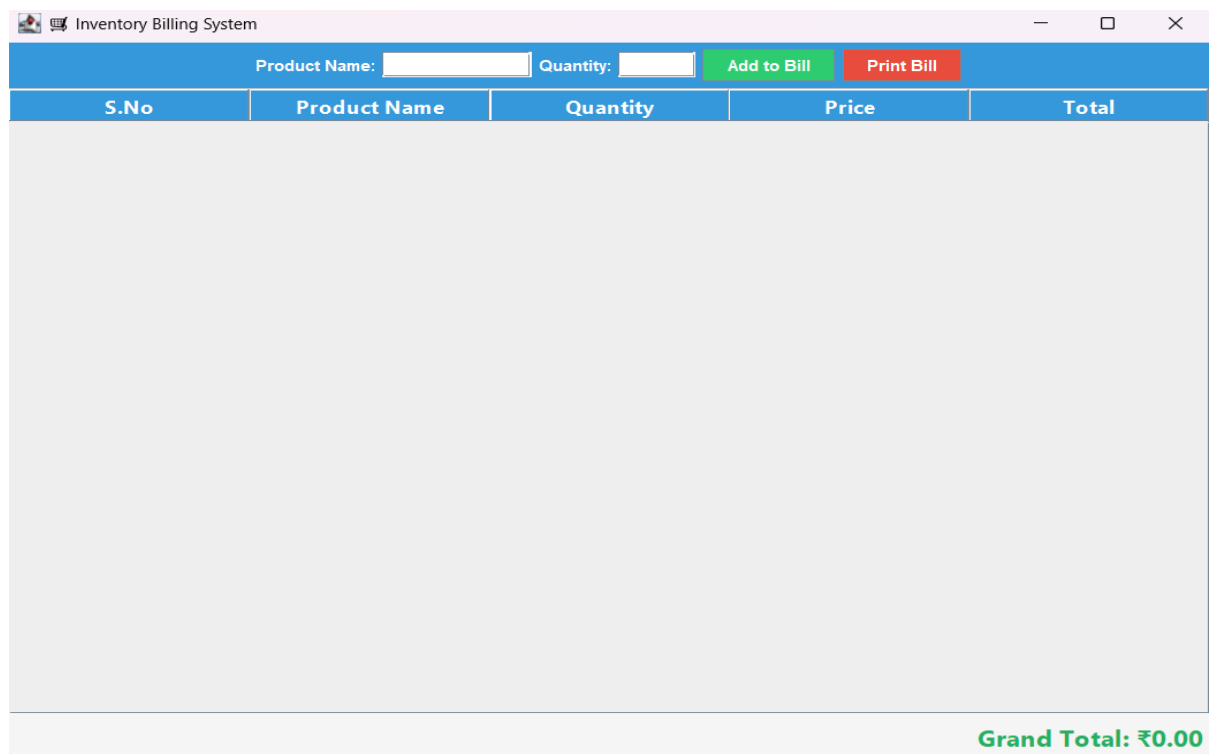 Inventory Billing System
Product Name: Quantity: Add to Bill Print Bill
S.No Product Name Quantity Price Total
Grand Total: ₹0.00